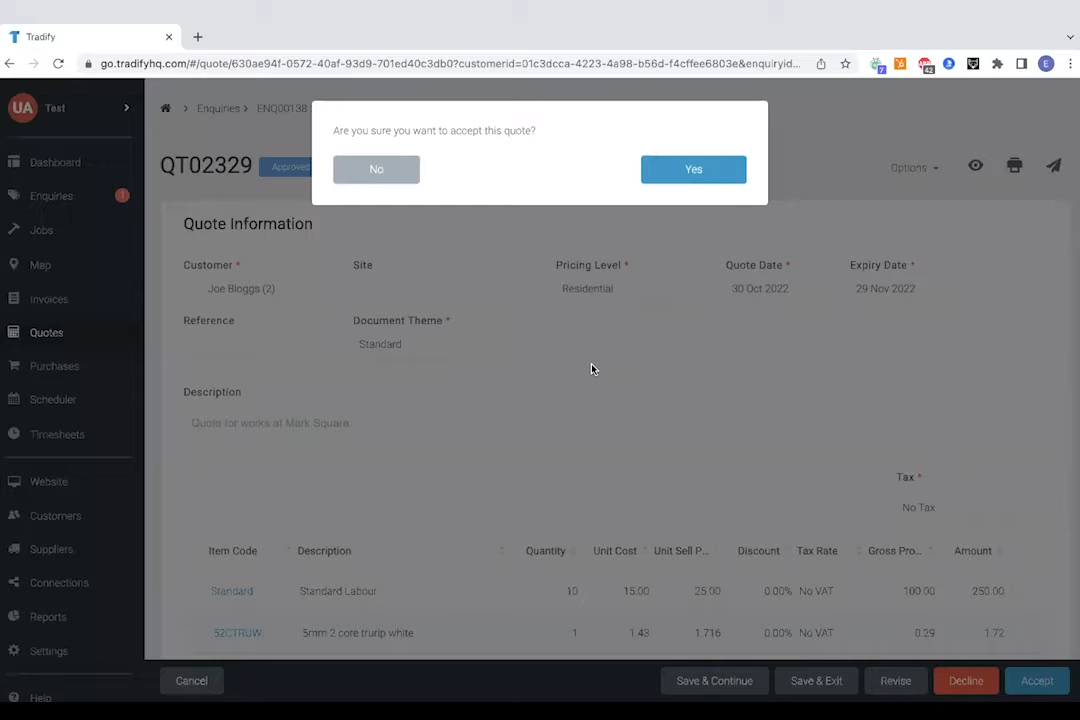 Tradify
go.tradifyhq.com/#/quote/630ae94f-0572-40af-93d9-701ed40c3db0?customerid=01c3dcca-4223-4a98-b56d-f4cffee6803e&enquiryid...
7
42
E
UA
Test
Enquiries
ENQ00138
Are you sure you want to accept this quote?
No
Yes
QT02329
Approved
Options
Dashboard
Enquiries
1
Jobs
Map
Invoices
Quotes
Purchases
Scheduler
Timesheets
Website
Customers
Suppliers
Connections
Reports
Settings
Help
Quote Information
Customer *
Site
Pricing Level *
Quote Date *
Expiry Date *
Joe Bloggs (2)
Residential
30 Oct 2022
29 Nov 2022
Reference
Document Theme *
Standard
Description
Quote for works at Mark Square.
Tax *
No Tax
Item Code Description Quantity Unit Cost Unit Sell P... Discount Tax Rate Gross Pro... Amount
Standard Standard Labour 10 15.00 25.00 0.00% No VAT 100.00 250.00
52CTRUW 5mm 2 core trurip white 1 1.43 1.716 0.00% No VAT 0.29 1.72
Cancel
Save & Continue
Save & Exit
Revise
Decline
Accept